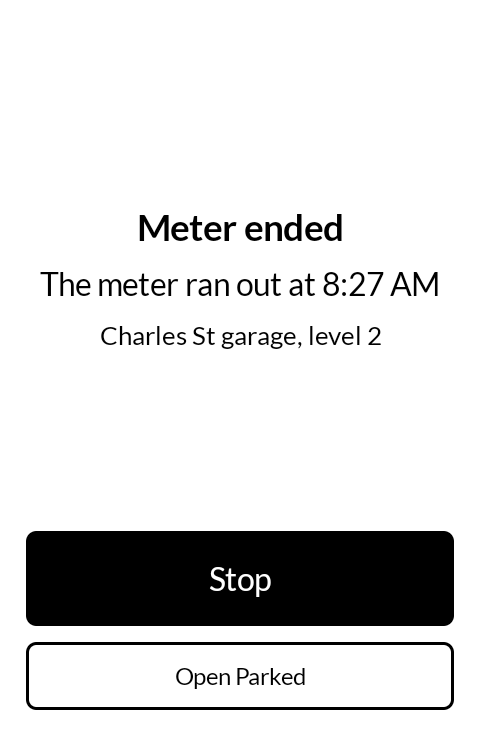 Meter ended
The meter ran out at 8:27 AM
Charles St garage, level 2
Stop
Open Parked